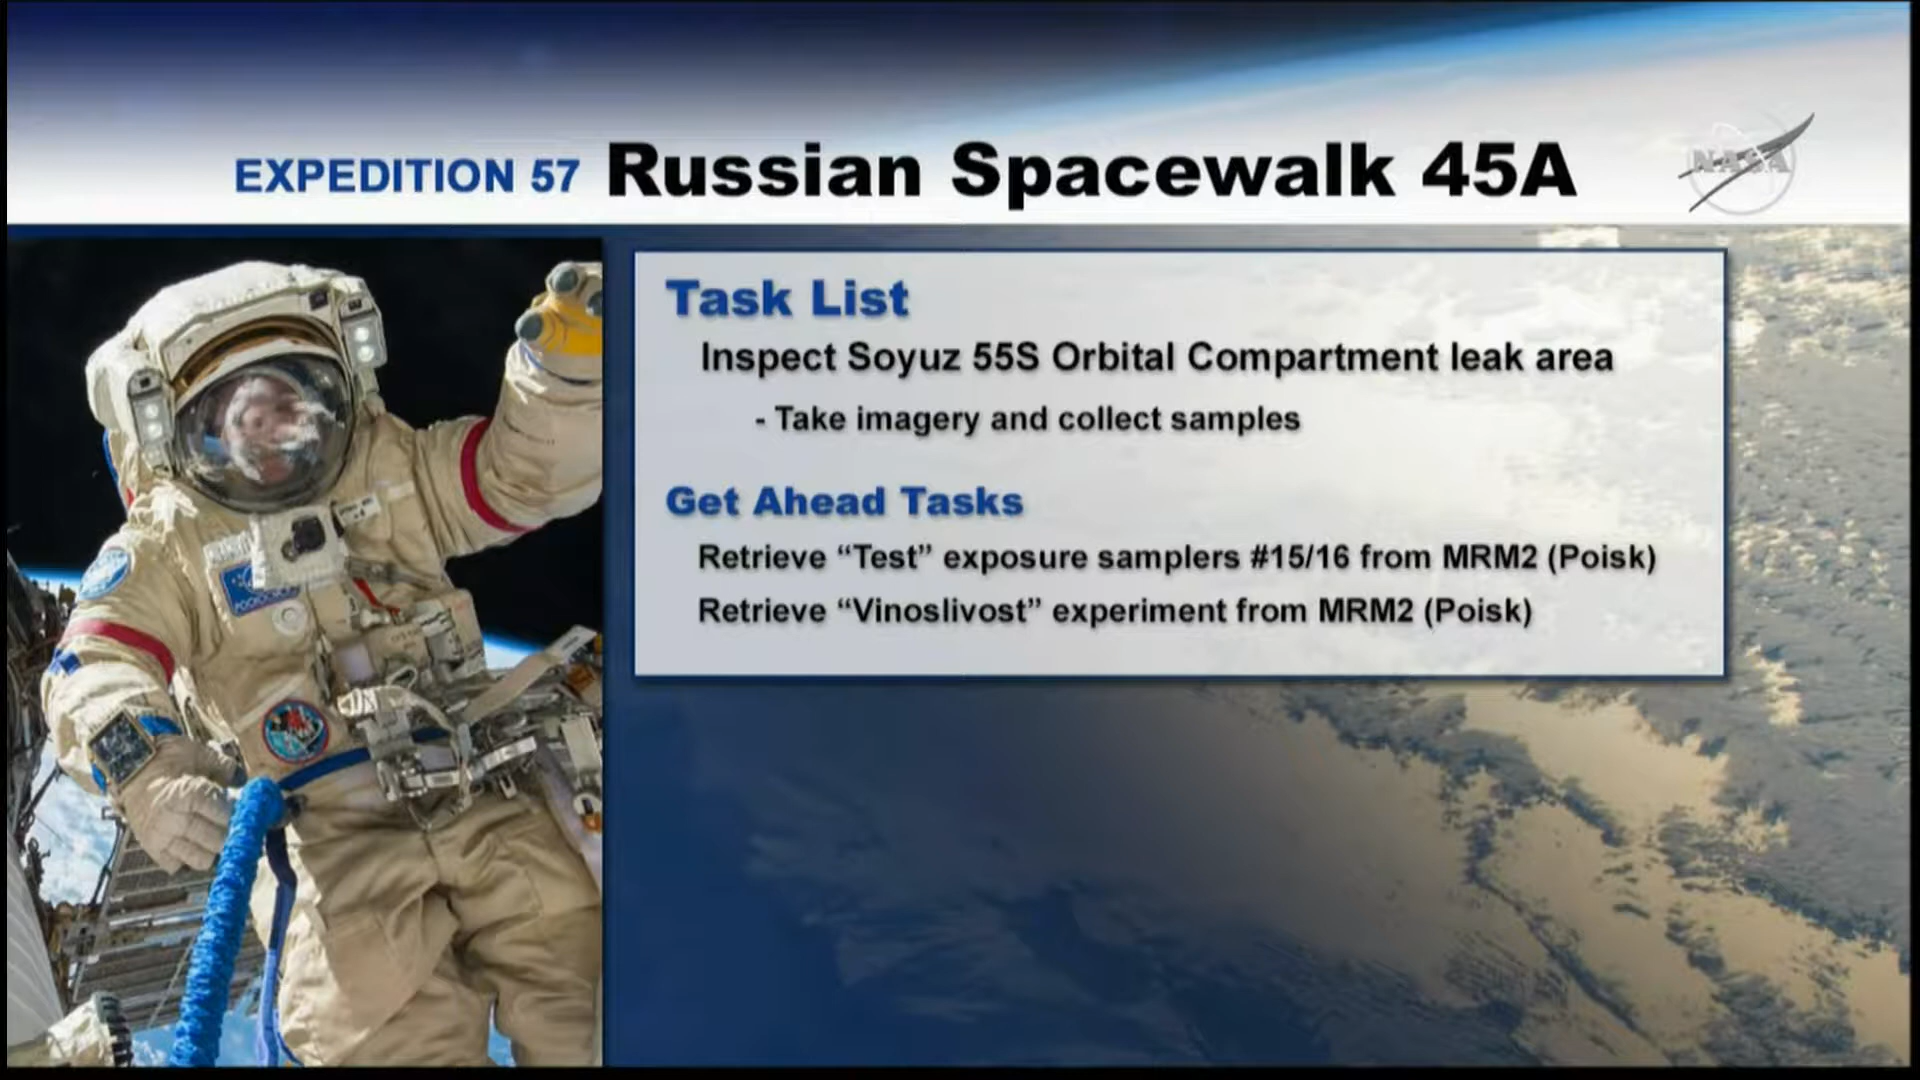 EXPEDITION 57 Russian Spacewalk 45A
NASA
Task List
Inspect Soyuz 55S Orbital Compartment leak area
- Take imagery and collect samples
Get Ahead Tasks
Retrieve “Test” exposure samplers #15/16 from MRM2 (Poisk)
Retrieve “Vinoslivost” experiment from MRM2 (Poisk)